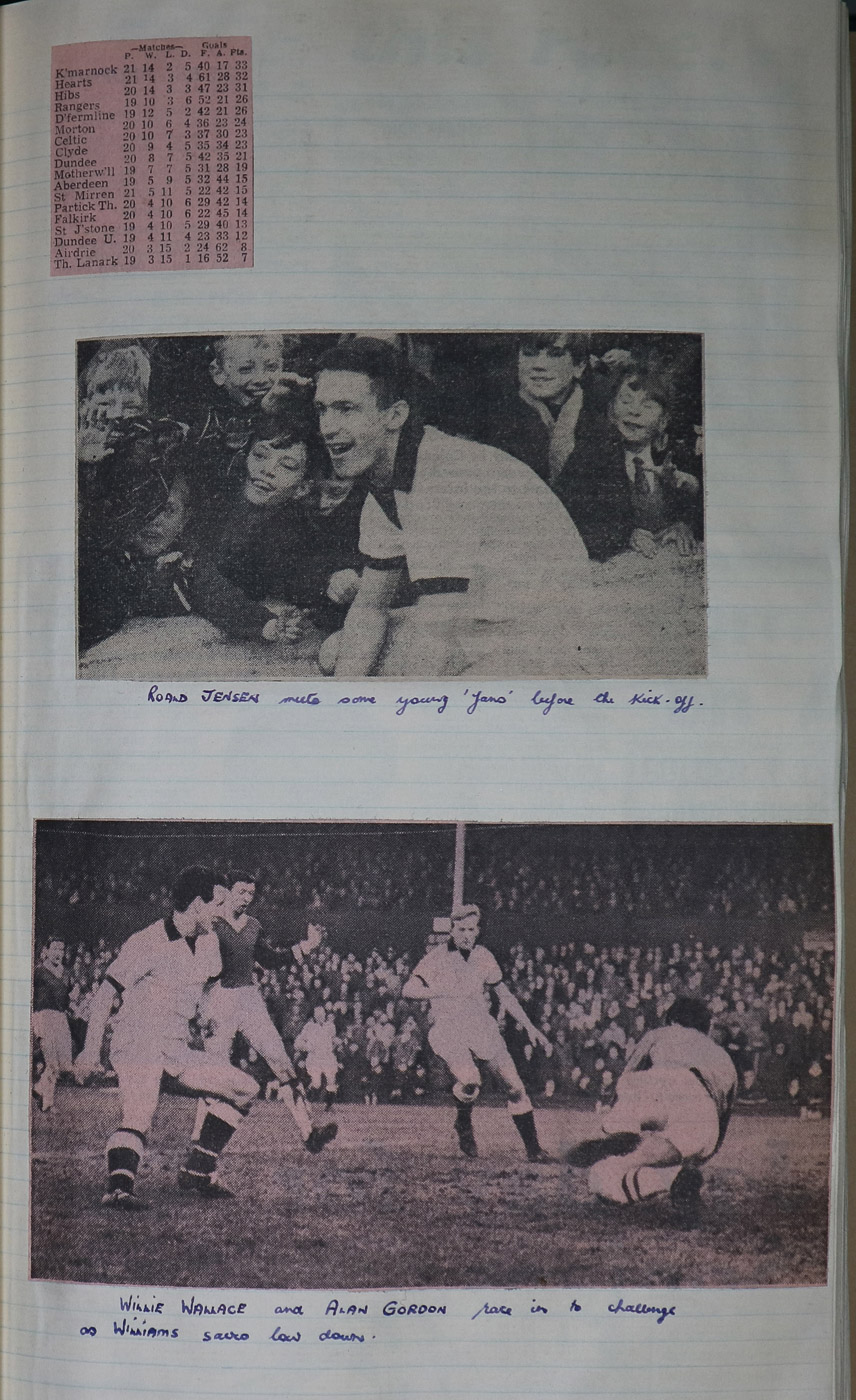 —Matches— Goals
P. W. L. D. F. A. Pts.
K'marnock 21 14 2 5 40 17 33
Hearts 21 14 3 4 61 28 32
Hibs 20 14 3 3 47 23 31
Rangers 19 10 3 6 52 21 26
D'fermline 19 12 5 2 42 21 26
Morton 20 10 6 4 36 23 24
Celtic 20 10 7 3 37 30 23
Clyde 20 9 4 5 35 34 23
Dundee 20 8 7 5 42 35 21
Motherw'll 19 7 7 5 31 28 19
Aberdeen 19 5 9 5 32 44 15
St Mirren 21 5 11 5 22 42 15
Partick Th. 20 4 10 6 29 42 14
Falkirk 20 4 10 6 22 45 14
St J'stone 19 4 10 5 29 40 13
Dundee U. 19 4 11 4 23 33 12
Airdrie 20 3 15 2 24 62 8
Th. Lanark 19 3 15 1 16 52 7
ROALD JENSEN meets some young 'fans' before the Kick-off.
WILLIE WALLACE and ALAN GORDON race in to challenge
as WILLIAMS saves low down.